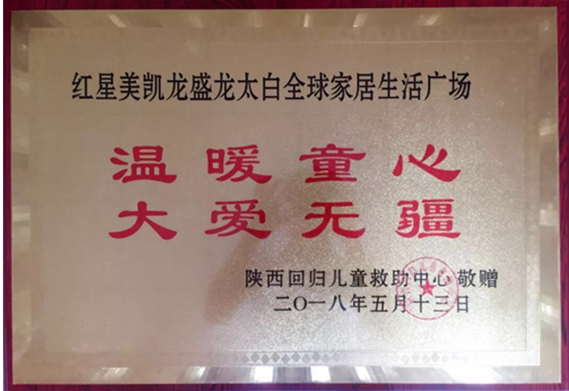 红星美凯龙盛龙太白全球家居生活广场
温暖童心
大爱无疆
陕西回归儿童救助中心 敬赠
二〇一八年五月十三日